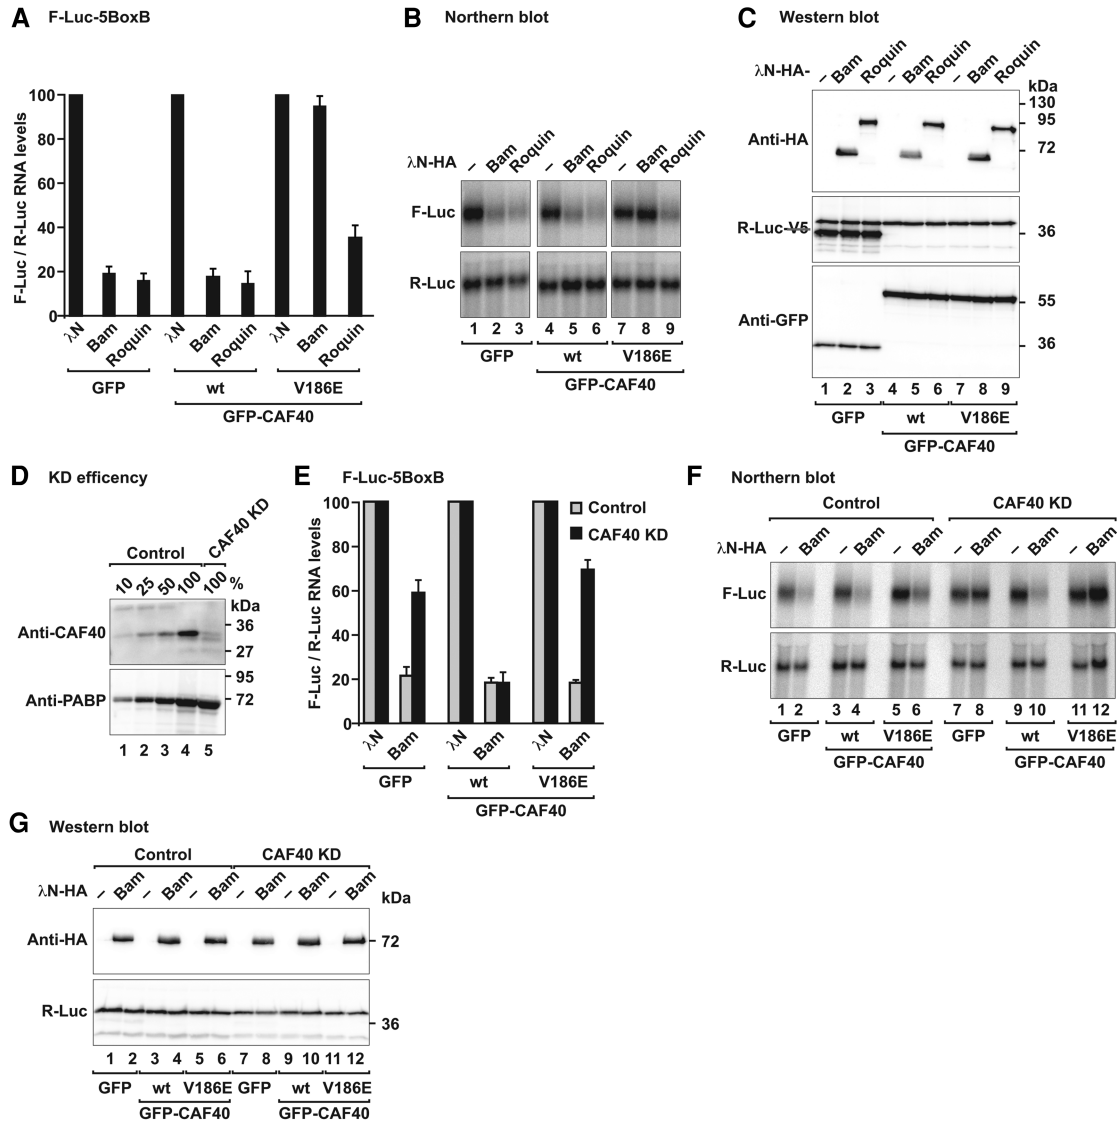 A F-Luc-5BoxB
F-Luc / R-Luc RNA levels
100
80
60
40
20
0
λN Bam Roquin λN Bam Roquin λN Bam Roquin
GFP wt V186E
GFP-CAF40
B Northern blot
λN-HA – Bam Roquin – Bam Roquin – Bam Roquin
F-Luc
R-Luc
1 2 3 4 5 6 7 8 9
GFP wt V186E
GFP-CAF40
C Western blot
λN-HA- – Bam Roquin – Bam Roquin – Bam Roquin
kDa
130
95
Anti-HA
72
R-Luc-V5 36
55
Anti-GFP
36
1 2 3 4 5 6 7 8 9
GFP wt V186E
GFP-CAF40
D KD efficency
Control CAF40 KD
10 25 50 100 100 %
kDa
Anti-CAF40 36
27
95
Anti-PABP 72
1 2 3 4 5
E F-Luc-5BoxB
F-Luc / R-Luc RNA levels
100
80
60
40
20
0
Control
CAF40 KD
λN Bam λN Bam λN Bam
GFP wt V186E
GFP-CAF40
F Northern blot
Control CAF40 KD
λN-HA – Bam – Bam – Bam – Bam – Bam – Bam
F-Luc
R-Luc
1 2 3 4 5 6 7 8 9 10 11 12
GFP wt V186E GFP wt V186E
GFP-CAF40 GFP-CAF40
G Western blot
Control CAF40 KD
λN-HA – Bam – Bam – Bam – Bam – Bam – Bam
kDa
Anti-HA 72
R-Luc
36
1 2 3 4 5 6 7 8 9 10 11 12
GFP wt V186E GFP wt V186E
GFP-CAF40 GFP-CAF40